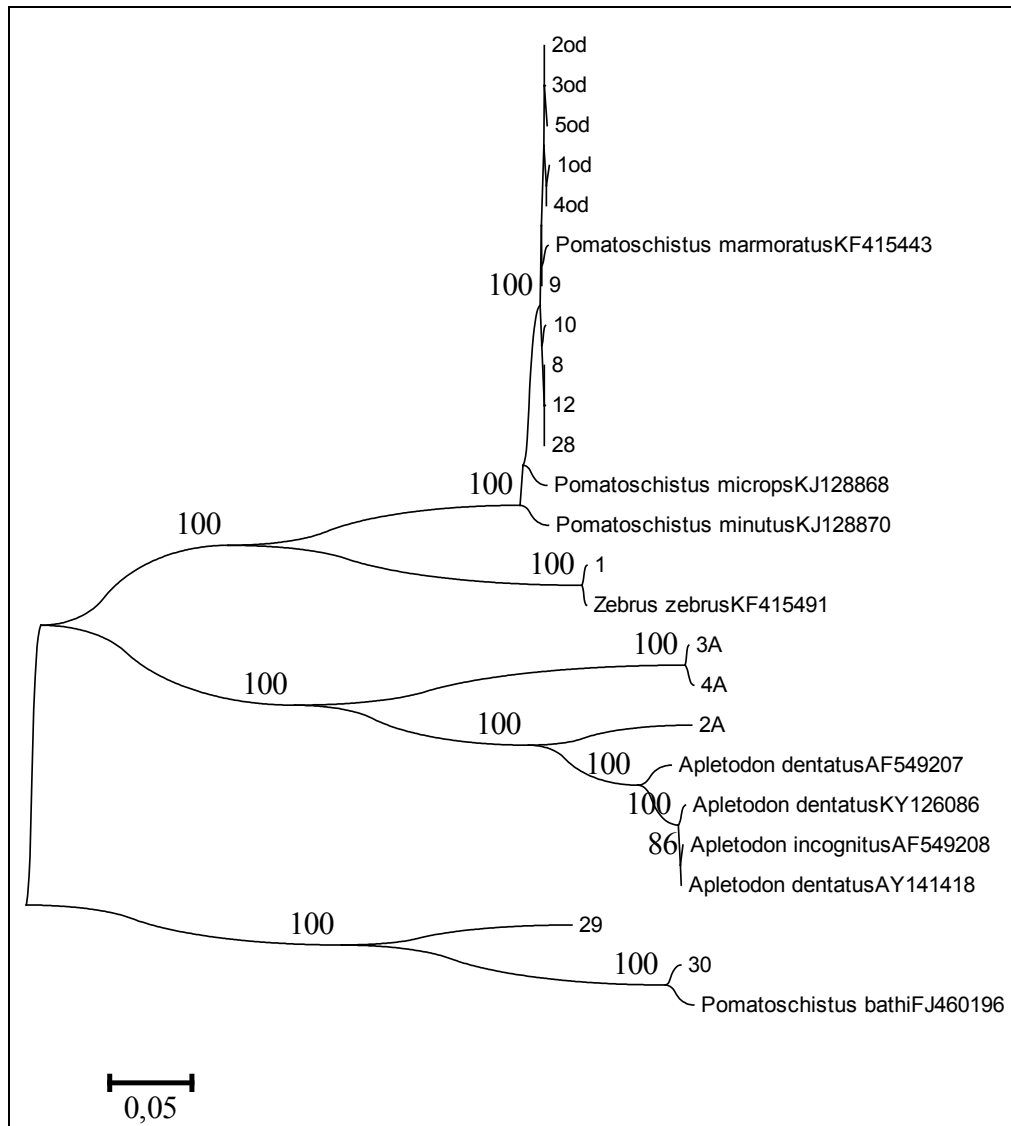 2od
3od
5od
1od
4od
Pomatoschistus marmoratusKF415443
100
9
10
8
12
28
100
Pomatoschistus micropsKJ128868
Pomatoschistus minutusKJ128870
100
100
1
Zebrus zebrusKF415491
100
3A
4A
100
100
2A
100
Apletodon dentatusAF549207
100
Apletodon dentatusKY126086
86
Apletodon incognitusAF549208
Apletodon dentatusAY141418
100
29
100
30
Pomatoschistus bathiFJ460196
0,05